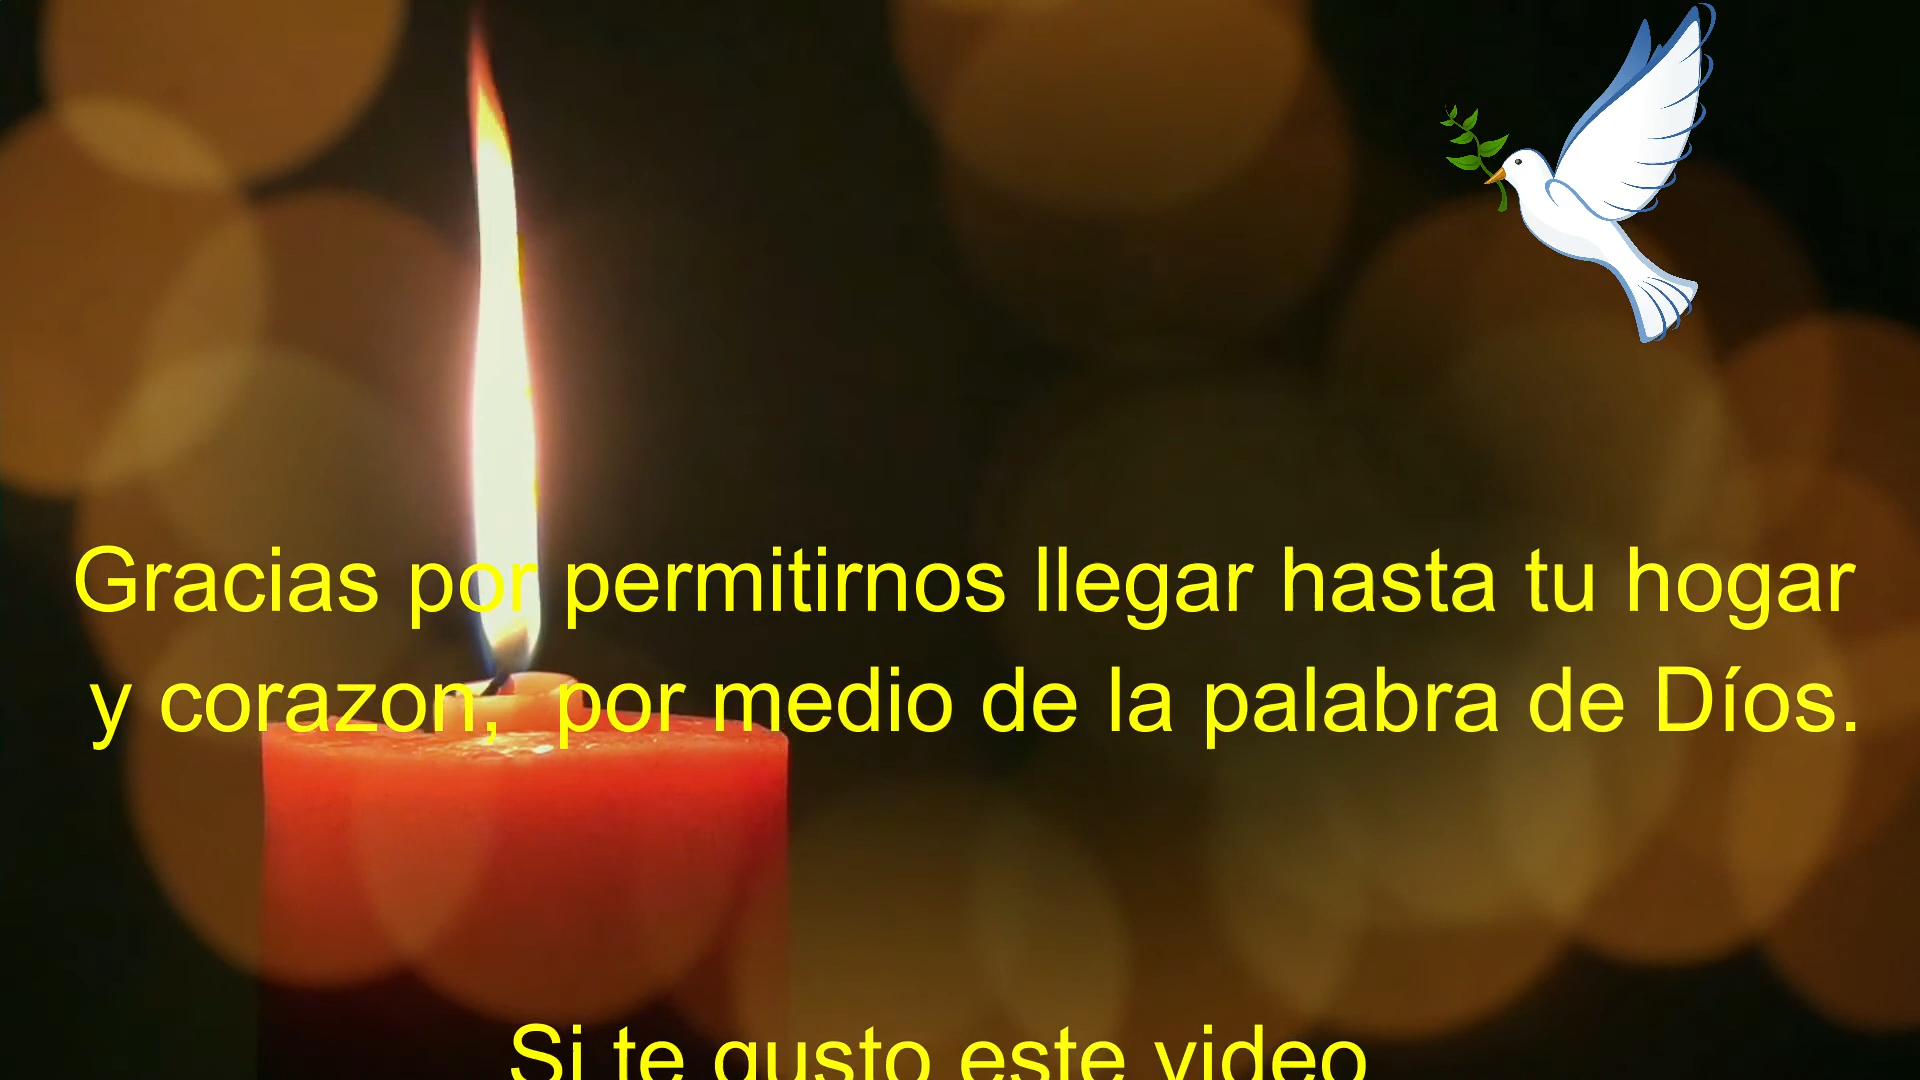 Gracias por permitirnos llegar hasta tu hogar
y corazon, por medio de la palabra de Díos.
Si te gusto este video